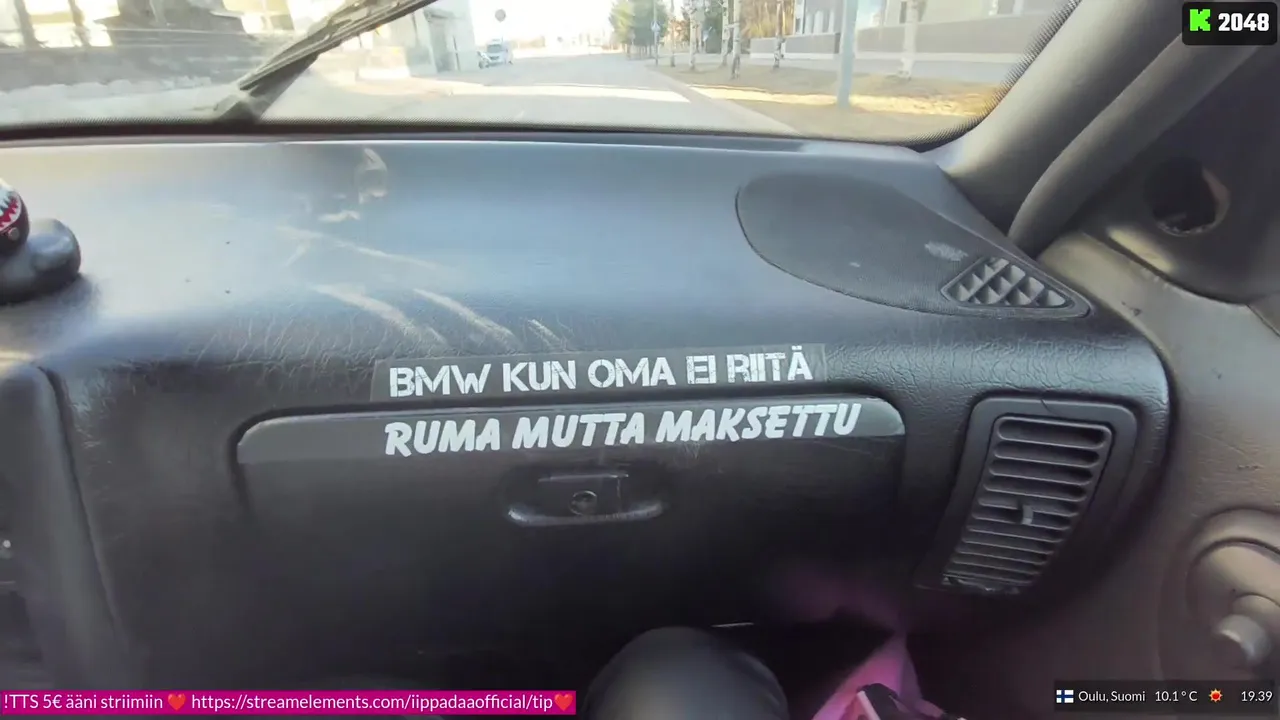 K 2048
BMW KUN OMA EI RIITÄ
RUMA MUTTA MAKSETTU
!TTS 5€ ääni striimiin ❤️ https://streamelements.com/iippadaaofficial/tip❤️
Oulu, Suomi 10.1°C 19.39